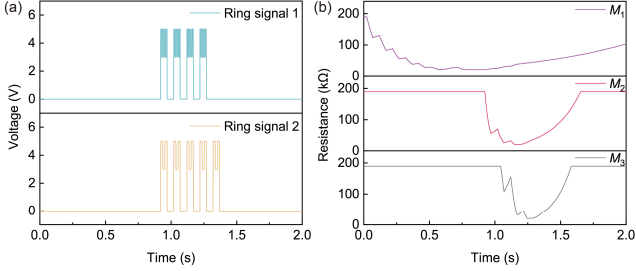 (a)
Ring signal 1
6
4
2
0
Ring signal 2
6
4
2
0
Voltage (V)
0.0 0.5 1.0 1.5 2.0
Time (s)
(b)
M1
200
100
0
M2
200
100
0
M3
200
100
0
Resistance (kΩ)
0.0 0.5 1.0 1.5 2.0
Time (s)